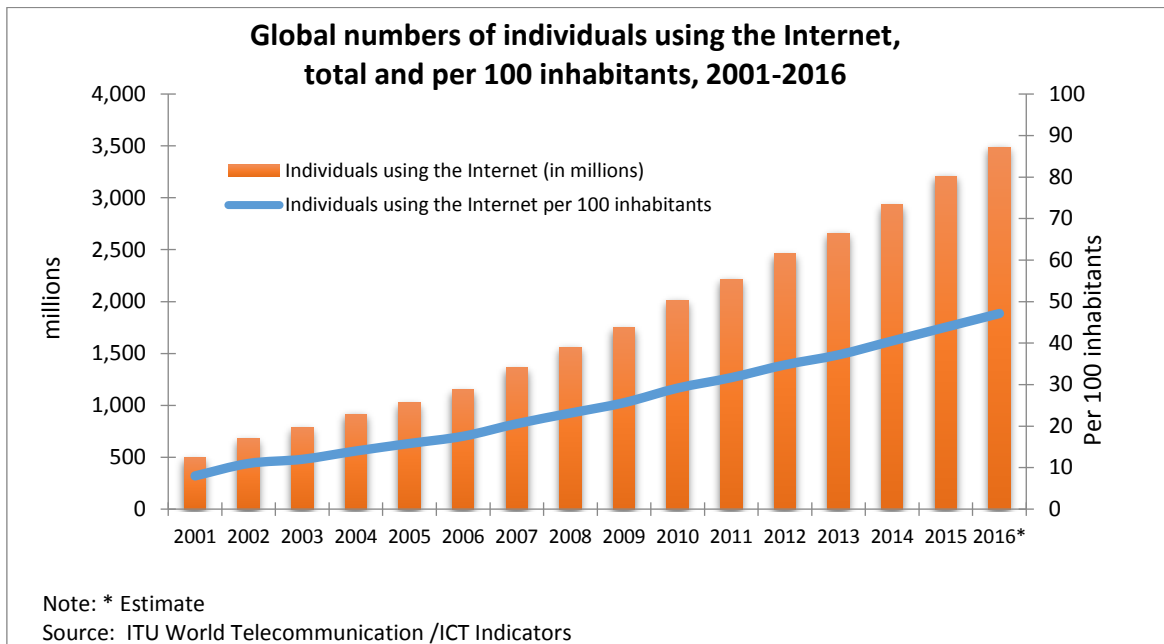 Global numbers of individuals using the Internet,
total and per 100 inhabitants, 2001-2016
4,000
3,500
3,000
2,500
2,000
1,500
1,000
500
0
millions
Individuals using the Internet (in millions)
Individuals using the Internet per 100 inhabitants
100
90
80
70
60
50
40
30
20
10
0
Per 100 inhabitants
2001 2002 2003 2004 2005 2006 2007 2008 2009 2010 2011 2012 2013 2014 2015 2016*
Note: * Estimate
Source: ITU World Telecommunication /ICT Indicators